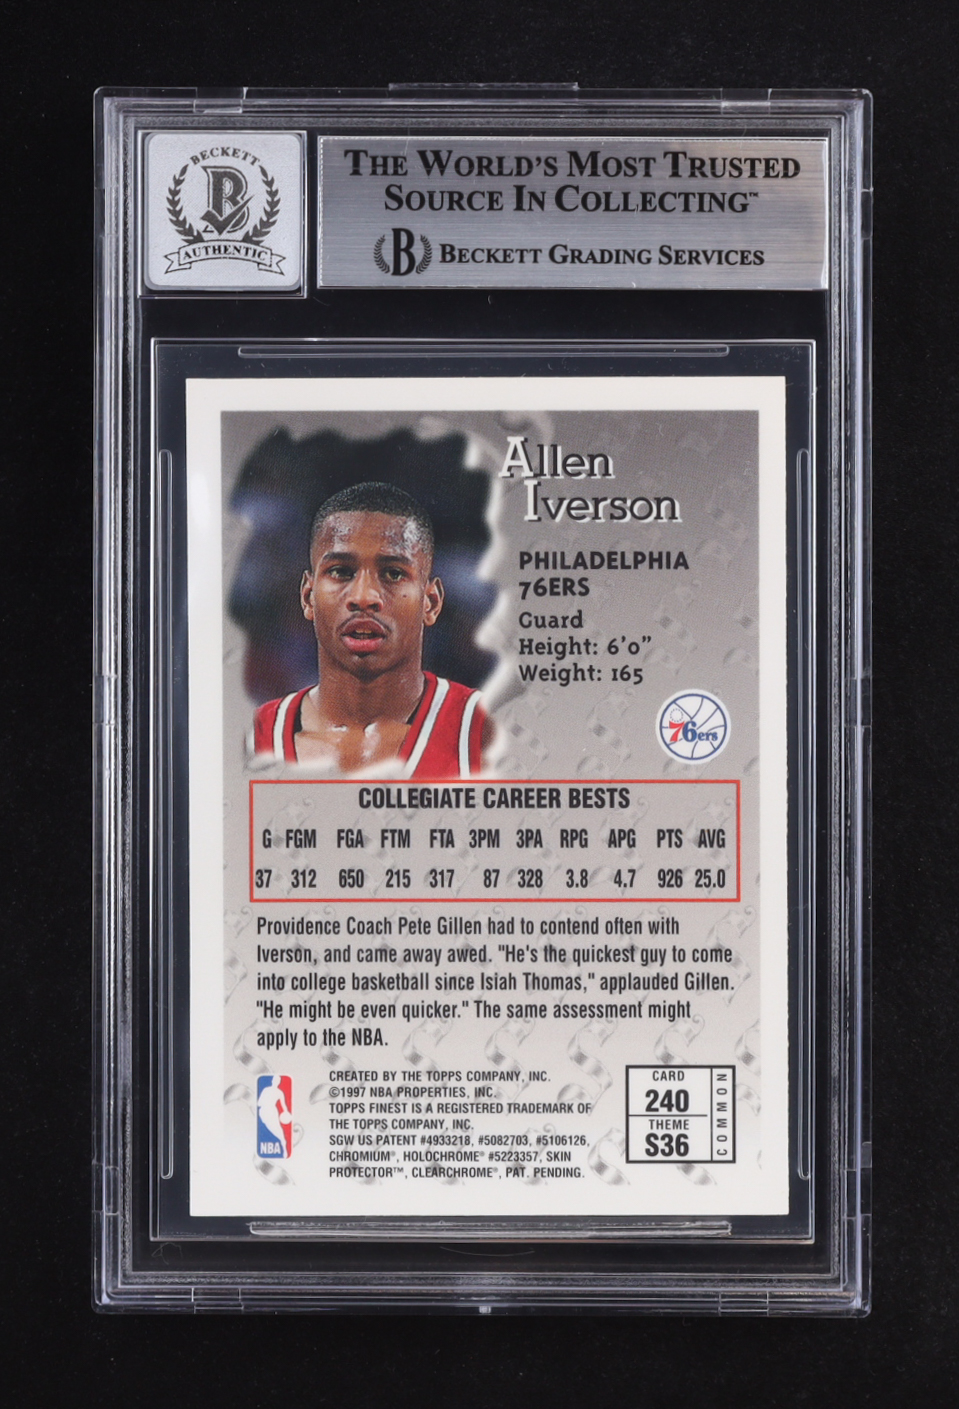 BECKETT
B
AUTHENTIC
THE WORLD'S MOST TRUSTED
SOURCE IN COLLECTING™
B BECKETT GRADING SERVICES
Allen
Iverson
PHILADELPHIA
76ERS
Guard
Height: 6'0"
Weight: 165
76ers
COLLEGIATE CAREER BESTS
G FGM FGA FTM FTA 3PM 3PA RPG APG PTS AVG
37 312 650 215 317 87 328 3.8 4.7 926 25.0
Providence Coach Pete Gillen had to contend often with
Iverson, and came away awed. "He's the quickest guy to come
into college basketball since Isiah Thomas," applauded Gillen.
"He might be even quicker." The same assessment might
apply to the NBA.
NBA
CREATED BY THE TOPPS COMPANY, INC.
©1997 NBA PROPERTIES, INC.
TOPPS FINEST IS A REGISTERED TRADEMARK OF
THE TOPPS COMPANY, INC.
SGW US PATENT #4933218, #5082703, #5106126,
CHROMIUM®, HOLOCHROME® #5223357, SKIN
PROTECTOR™, CLEARCHROME®, PAT. PENDING.
CARD
240
THEME
S36
COMMON